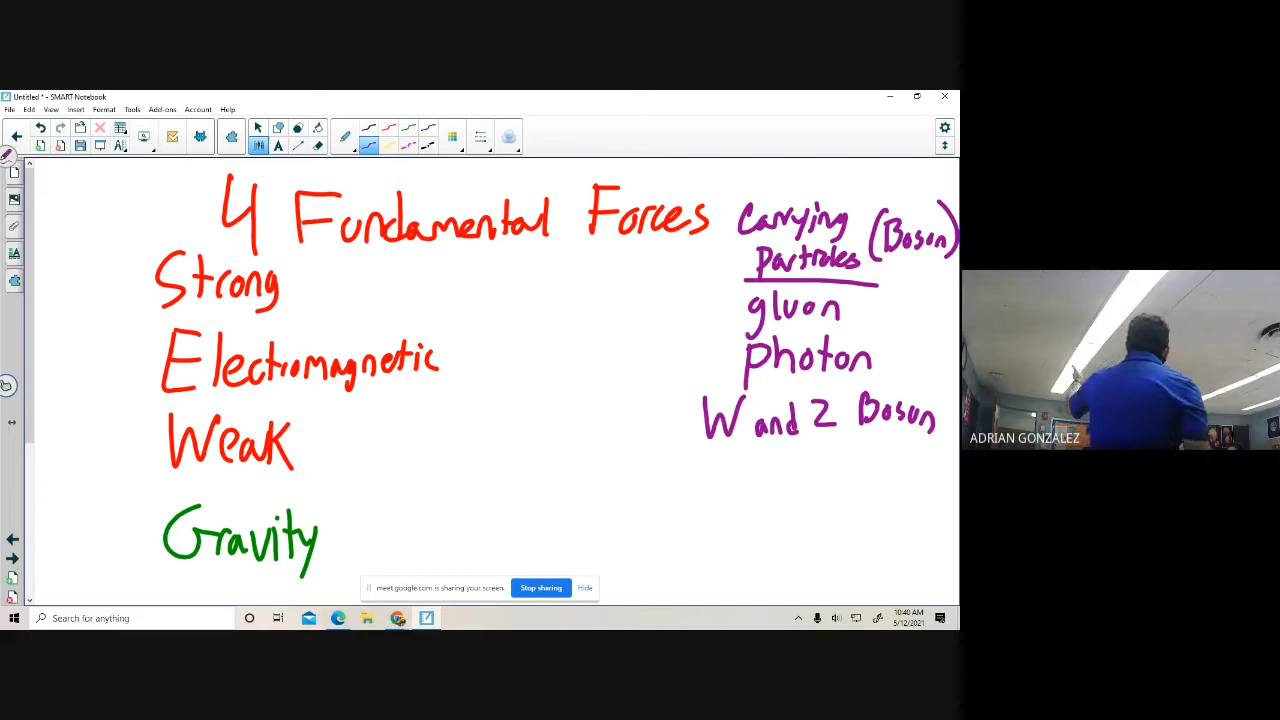 Untitled * - SMART Notebook
File Edit View Insert Format Tools Add-ons Account Help
4 Fundamental Forces
Carrying
Particles (Boson)
Strong
gluon
Electromagnetic
photon
Weak
W and Z Boson
Gravity
ADRIAN GONZALEZ
meet.google.com is sharing your screen. Stop sharing Hide
Search for anything
10:40 AM
5/12/2021